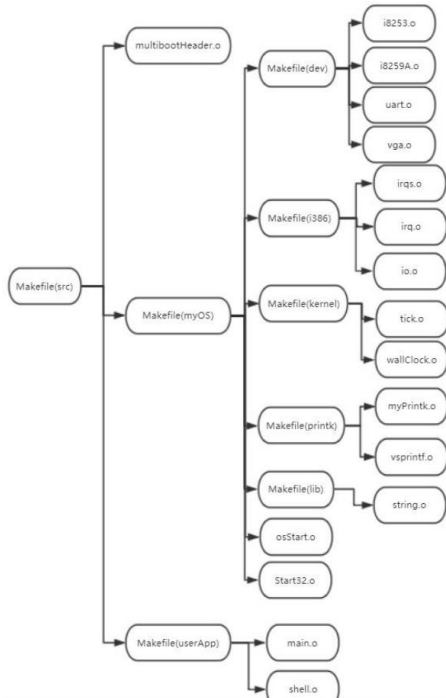 Makefile(src)
multibootHeader.o
Makefile(myOS)
Makefile(dev)
i8253.o
i8259A.o
uart.o
vga.o
Makefile(i386)
irqs.o
irq.o
io.o
Makefile(kernel)
tick.o
wallClock.o
Makefile(printk)
myPrintk.o
vsprintf.o
Makefile(lib)
string.o
osStart.o
Start32.o
Makefile(userApp)
main.o
shell.o